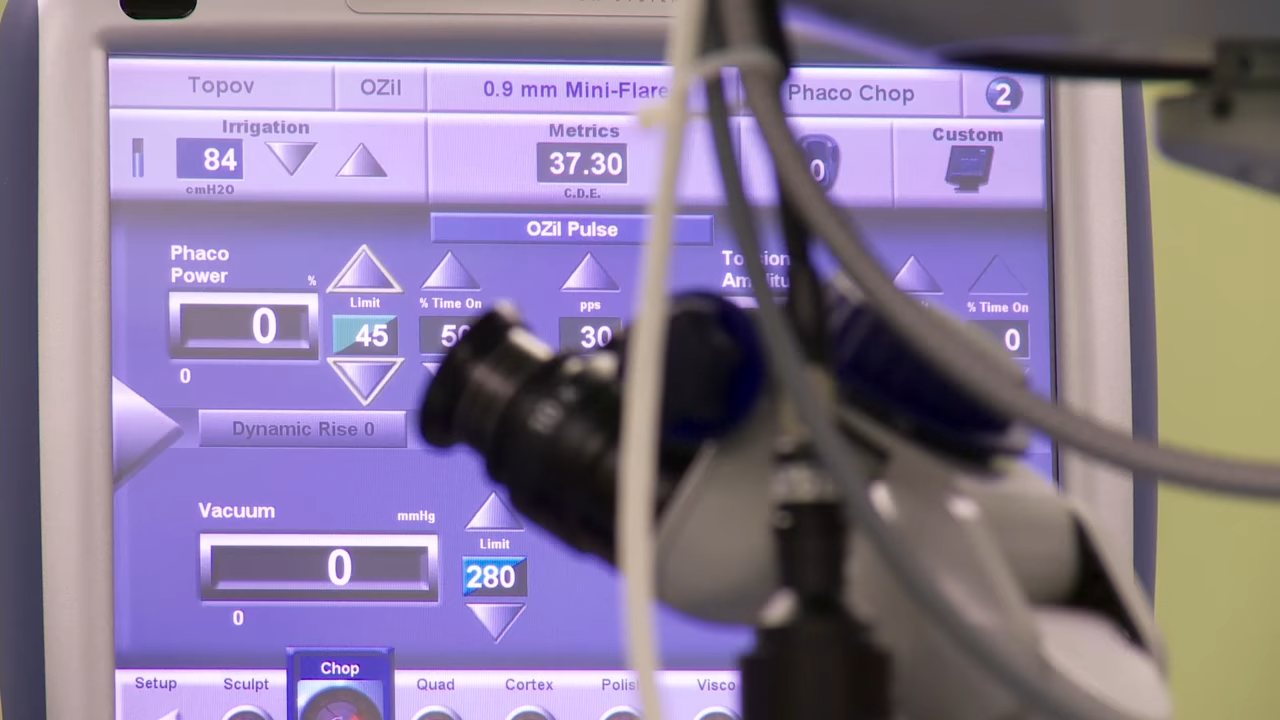 Topov OZil 0.9 mm Mini-Flare Phaco Chop 2
Irrigation Metrics Custom
84 37.30 0
cmH2O C.D.E.
OZil Pulse
Phaco
Power %
Limit % Time On pps % Time On
0 45 30 0
0
Dynamic Rise 0
Vacuum mmHg
Limit
0 280
0
Setup Sculpt Chop Quad Cortex Visco